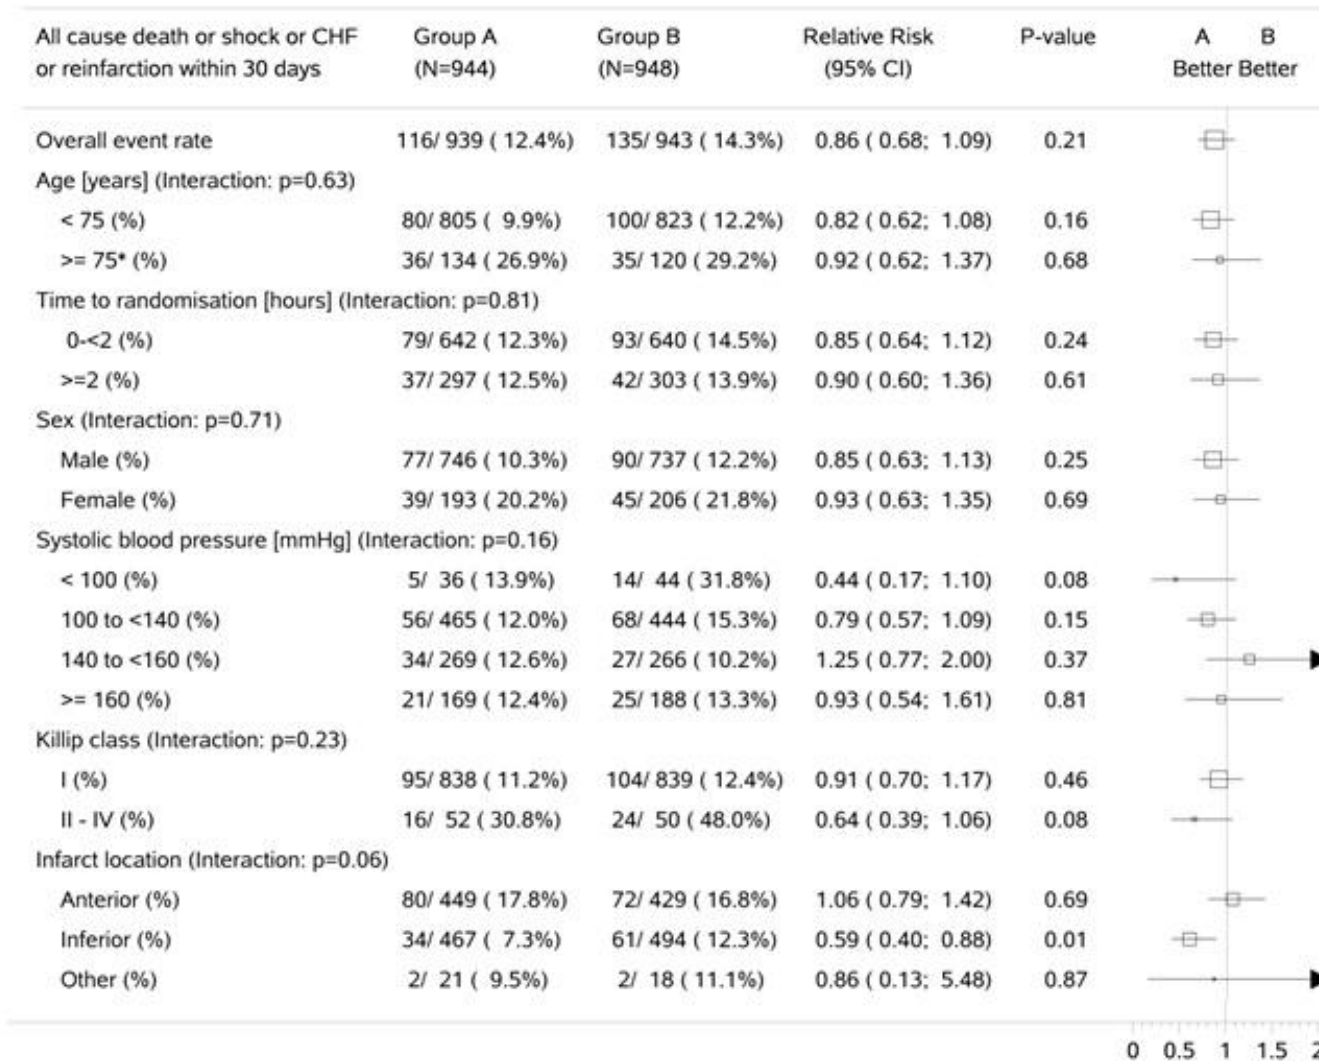 All cause death or shock or CHF Group A Group B Relative Risk P-value A B
or reinfarction within 30 days (N=944) (N=948) (95% CI) Better Better
Overall event rate 116/ 939 ( 12.4%) 135/ 943 ( 14.3%) 0.86 ( 0.68; 1.09) 0.21
Age [years] (Interaction: p=0.63)
< 75 (%) 80/ 805 ( 9.9%) 100/ 823 ( 12.2%) 0.82 ( 0.62; 1.08) 0.16
>= 75* (%) 36/ 134 ( 26.9%) 35/ 120 ( 29.2%) 0.92 ( 0.62; 1.37) 0.68
Time to randomisation [hours] (Interaction: p=0.81)
0-<2 (%) 79/ 642 ( 12.3%) 93/ 640 ( 14.5%) 0.85 ( 0.64; 1.12) 0.24
>=2 (%) 37/ 297 ( 12.5%) 42/ 303 ( 13.9%) 0.90 ( 0.60; 1.36) 0.61
Sex (Interaction: p=0.71)
Male (%) 77/ 746 ( 10.3%) 90/ 737 ( 12.2%) 0.85 ( 0.63; 1.13) 0.25
Female (%) 39/ 193 ( 20.2%) 45/ 206 ( 21.8%) 0.93 ( 0.63; 1.35) 0.69
Systolic blood pressure [mmHg] (Interaction: p=0.16)
< 100 (%) 5/ 36 ( 13.9%) 14/ 44 ( 31.8%) 0.44 ( 0.17; 1.10) 0.08
100 to <140 (%) 56/ 465 ( 12.0%) 68/ 444 ( 15.3%) 0.79 ( 0.57; 1.09) 0.15
140 to <160 (%) 34/ 269 ( 12.6%) 27/ 266 ( 10.2%) 1.25 ( 0.77; 2.00) 0.37
>= 160 (%) 21/ 169 ( 12.4%) 25/ 188 ( 13.3%) 0.93 ( 0.54; 1.61) 0.81
Killip class (Interaction: p=0.23)
I (%) 95/ 838 ( 11.2%) 104/ 839 ( 12.4%) 0.91 ( 0.70; 1.17) 0.46
II - IV (%) 16/ 52 ( 30.8%) 24/ 50 ( 48.0%) 0.64 ( 0.39; 1.06) 0.08
Infarct location (Interaction: p=0.06)
Anterior (%) 80/ 449 ( 17.8%) 72/ 429 ( 16.8%) 1.06 ( 0.79; 1.42) 0.69
Inferior (%) 34/ 467 ( 7.3%) 61/ 494 ( 12.3%) 0.59 ( 0.40; 0.88) 0.01
Other (%) 2/ 21 ( 9.5%) 2/ 18 ( 11.1%) 0.86 ( 0.13; 5.48) 0.87
0 0.5 1 1.5 2